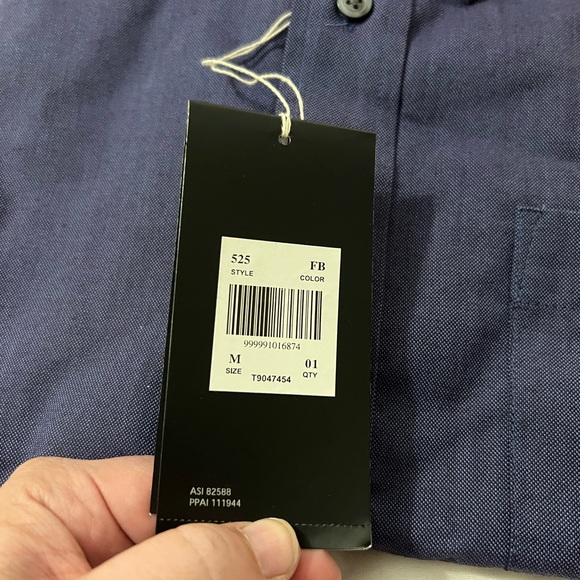 525 FB
STYLE COLOR
999991016874
M 01
SIZE T9047454 QTY
ASI 82588
PPAI 111944